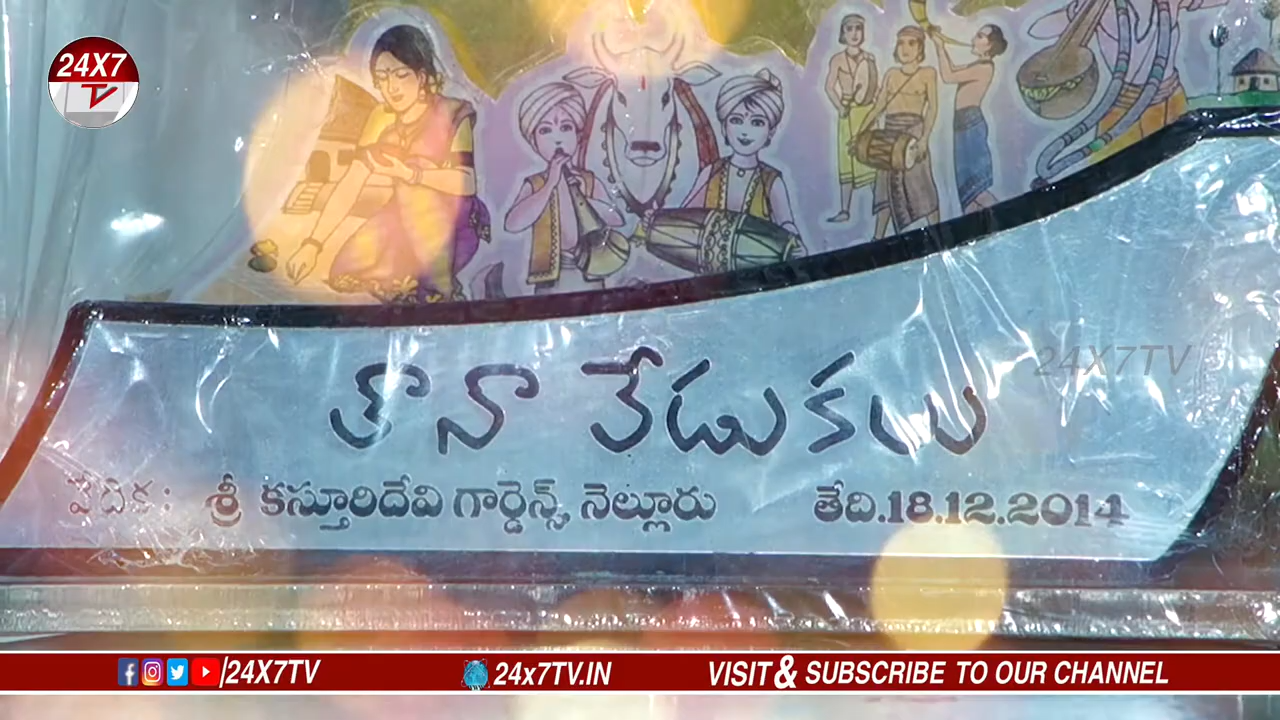 24X7
TV
తానా వేడుకలు
24X7TV
వేదిక : శ్రీ కస్తూరిదేవి గార్డెన్స్, నెల్లూరు తేది.18.12.2014
/24X7TV 24x7TV.IN VISIT & SUBSCRIBE TO OUR CHANNEL